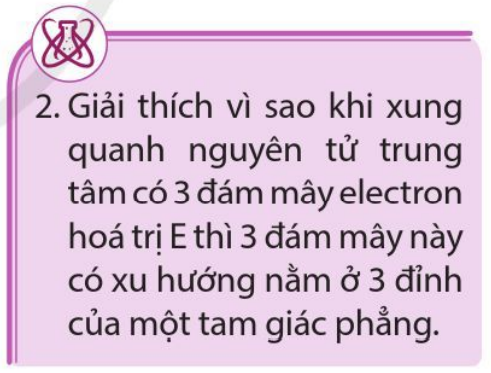 2. Giải thích vì sao khi xung
quanh nguyên tử trung
tâm có 3 đám mây electron
hoá trị E thì 3 đám mây này
có xu hướng nằm ở 3 đỉnh
của một tam giác phẳng.